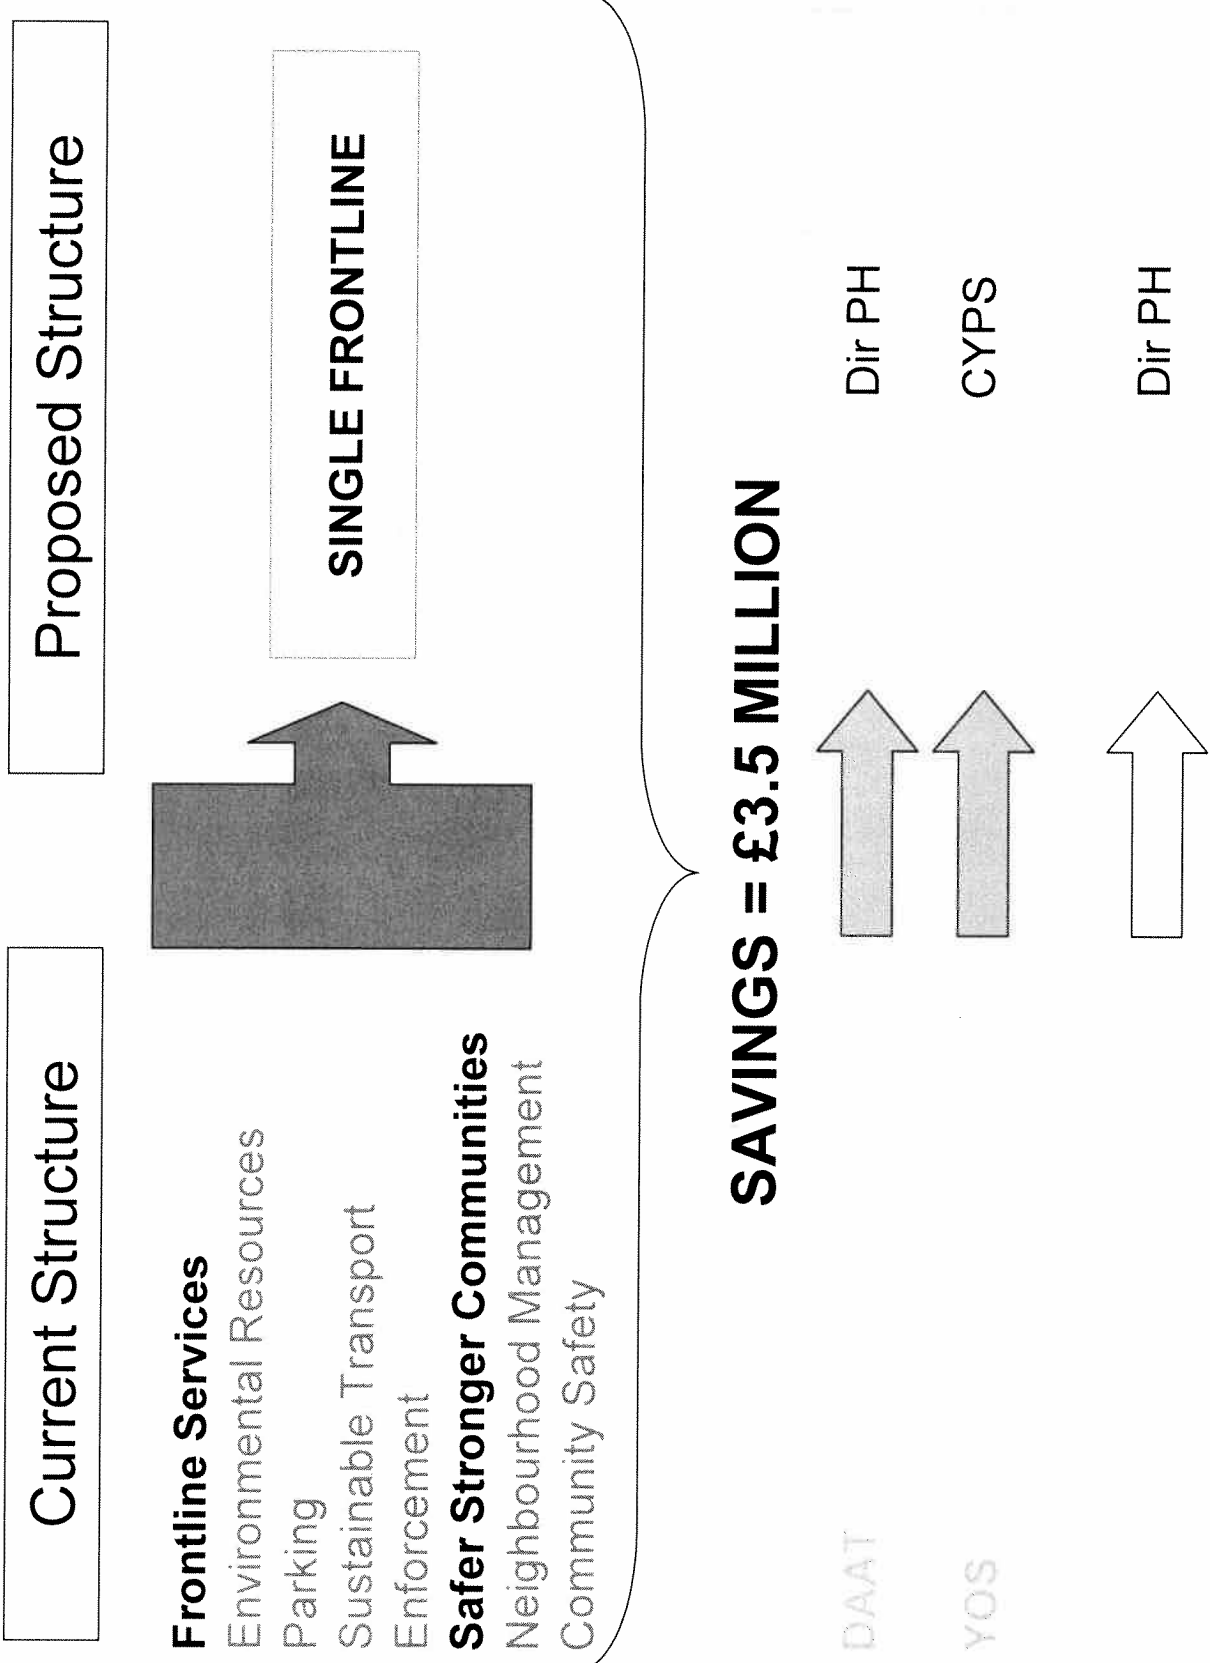 Current Structure
Proposed Structure
Frontline Services
Environmental Resources
Parking
Sustainable Transport
Enforcement
Safer Stronger Communities
Neighbourhood Management
Community Safety
SINGLE FRONTLINE
SAVINGS = £3.5 MILLION
DAAT
Dir PH
YOS
CYPS
Dir PH